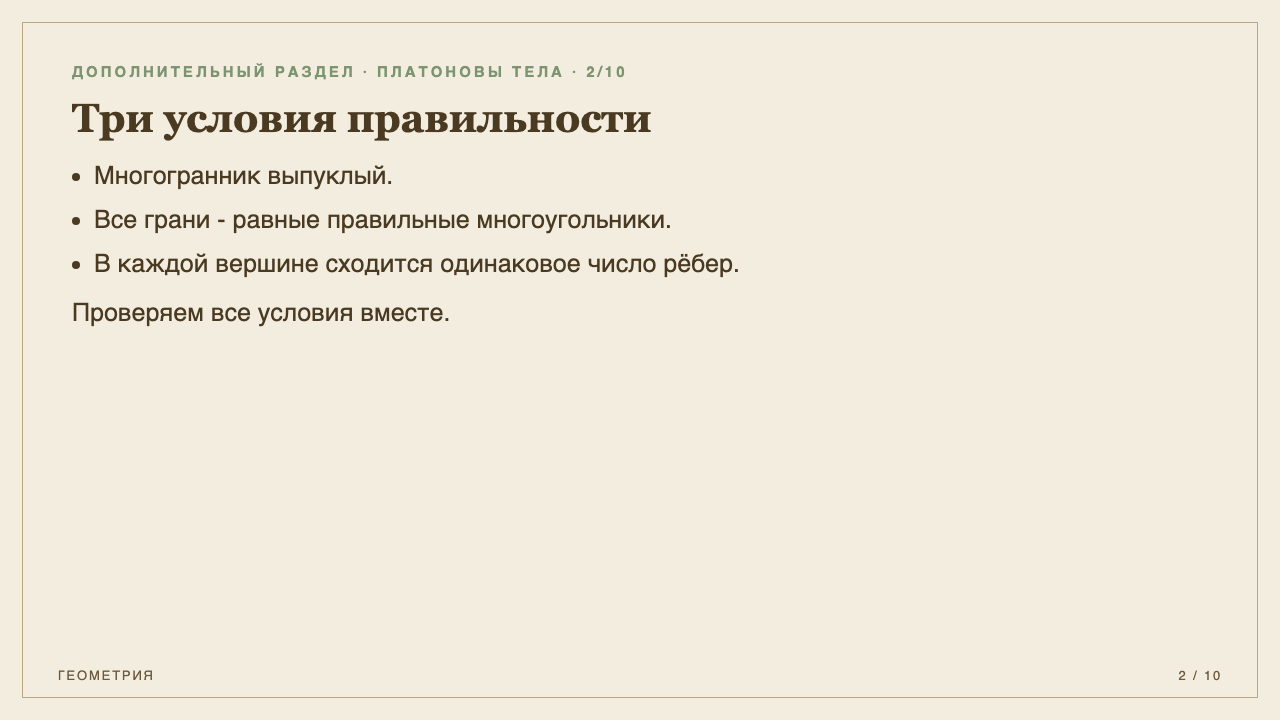 ДОПОЛНИТЕЛЬНЫЙ РАЗДЕЛ · ПЛАТОНОВЫ ТЕЛА · 2/10
Три условия правильности
• Многогранник выпуклый.
• Все грани - равные правильные многоугольники.
• В каждой вершине сходится одинаковое число рёбер.
Проверяем все условия вместе.
ГЕОМЕТРИЯ
2 / 10